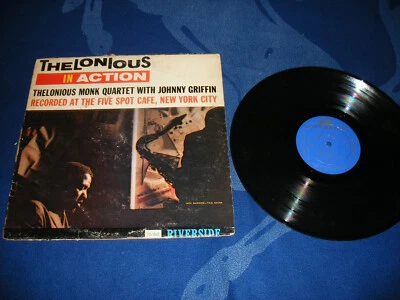 THELONIOUS
IN ACTION
THELONIOUS MONK QUARTET WITH JOHNNY GRIFFIN
RECORDED AT THE FIVE SPOT CAFE, NEW YORK CITY
RIVERSIDE